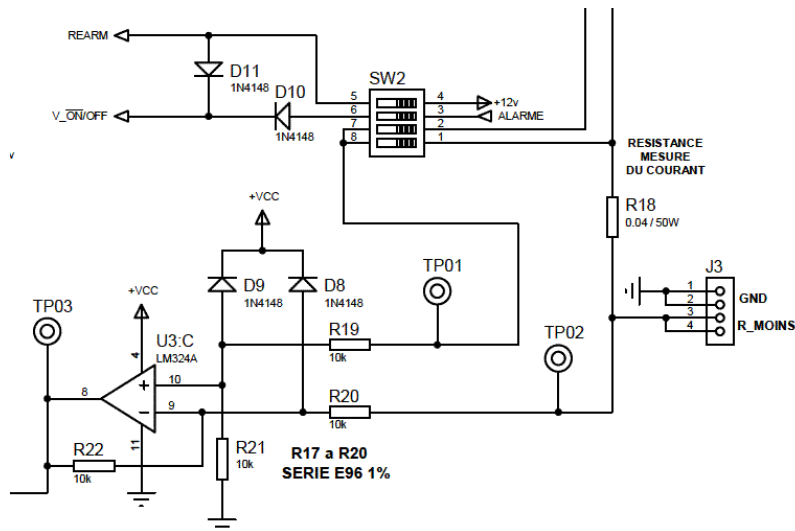 REARM
D11
1N4148
D10
1N4148
V_ON/OFF
SW2
5
6
7
8
4
3
2
1
+12v
ALARME
RESISTANCE
MESURE
DU COURANT
R18
0.04 / 50W
+VCC
D9
1N4148
D8
1N4148
TP01
J3
1
2
3
4
GND
R_MOINS
+VCC
TP03
U3:C
LM324A
4
R19
10k
TP02
8
10
9
11
R20
10k
R22
10k
R21
10k
R17 a R20
SERIE E96 1%